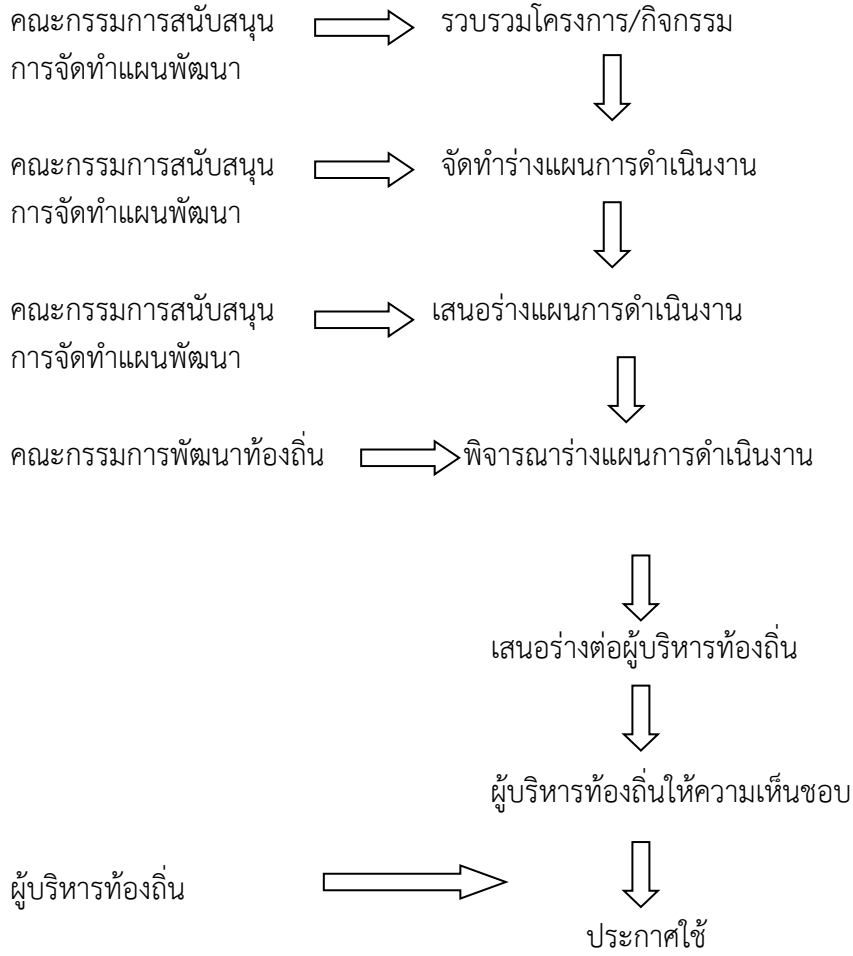 คณะกรรมการสนับสนุน
การจัดทำแผนพัฒนา
รวบรวมโครงการ/กิจกรรม
คณะกรรมการสนับสนุน
การจัดทำแผนพัฒนา
จัดทำร่างแผนการดำเนินงาน
คณะกรรมการสนับสนุน
การจัดทำแผนพัฒนา
เสนอร่างแผนการดำเนินงาน
คณะกรรมการพัฒนาท้องถิ่น
พิจารณาร่างแผนการดำเนินงาน
เสนอร่างต่อผู้บริหารท้องถิ่น
ผู้บริหารท้องถิ่นให้ความเห็นชอบ
ผู้บริหารท้องถิ่น
ประกาศใช้